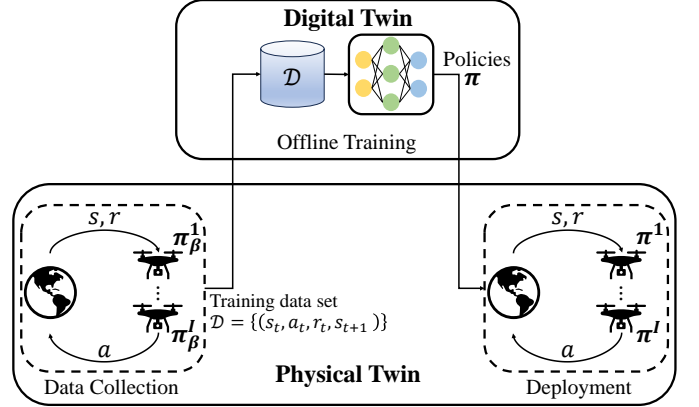 Digital Twin
𝒟
Policies
π
Offline Training
s, r
π_β^1
⋮
π_β^I
a
Data Collection
Training data set
𝒟 = {(s_t, a_t, r_t, s_{t+1} )}
s, r
π^1
⋮
π^I
a
Deployment
Physical Twin